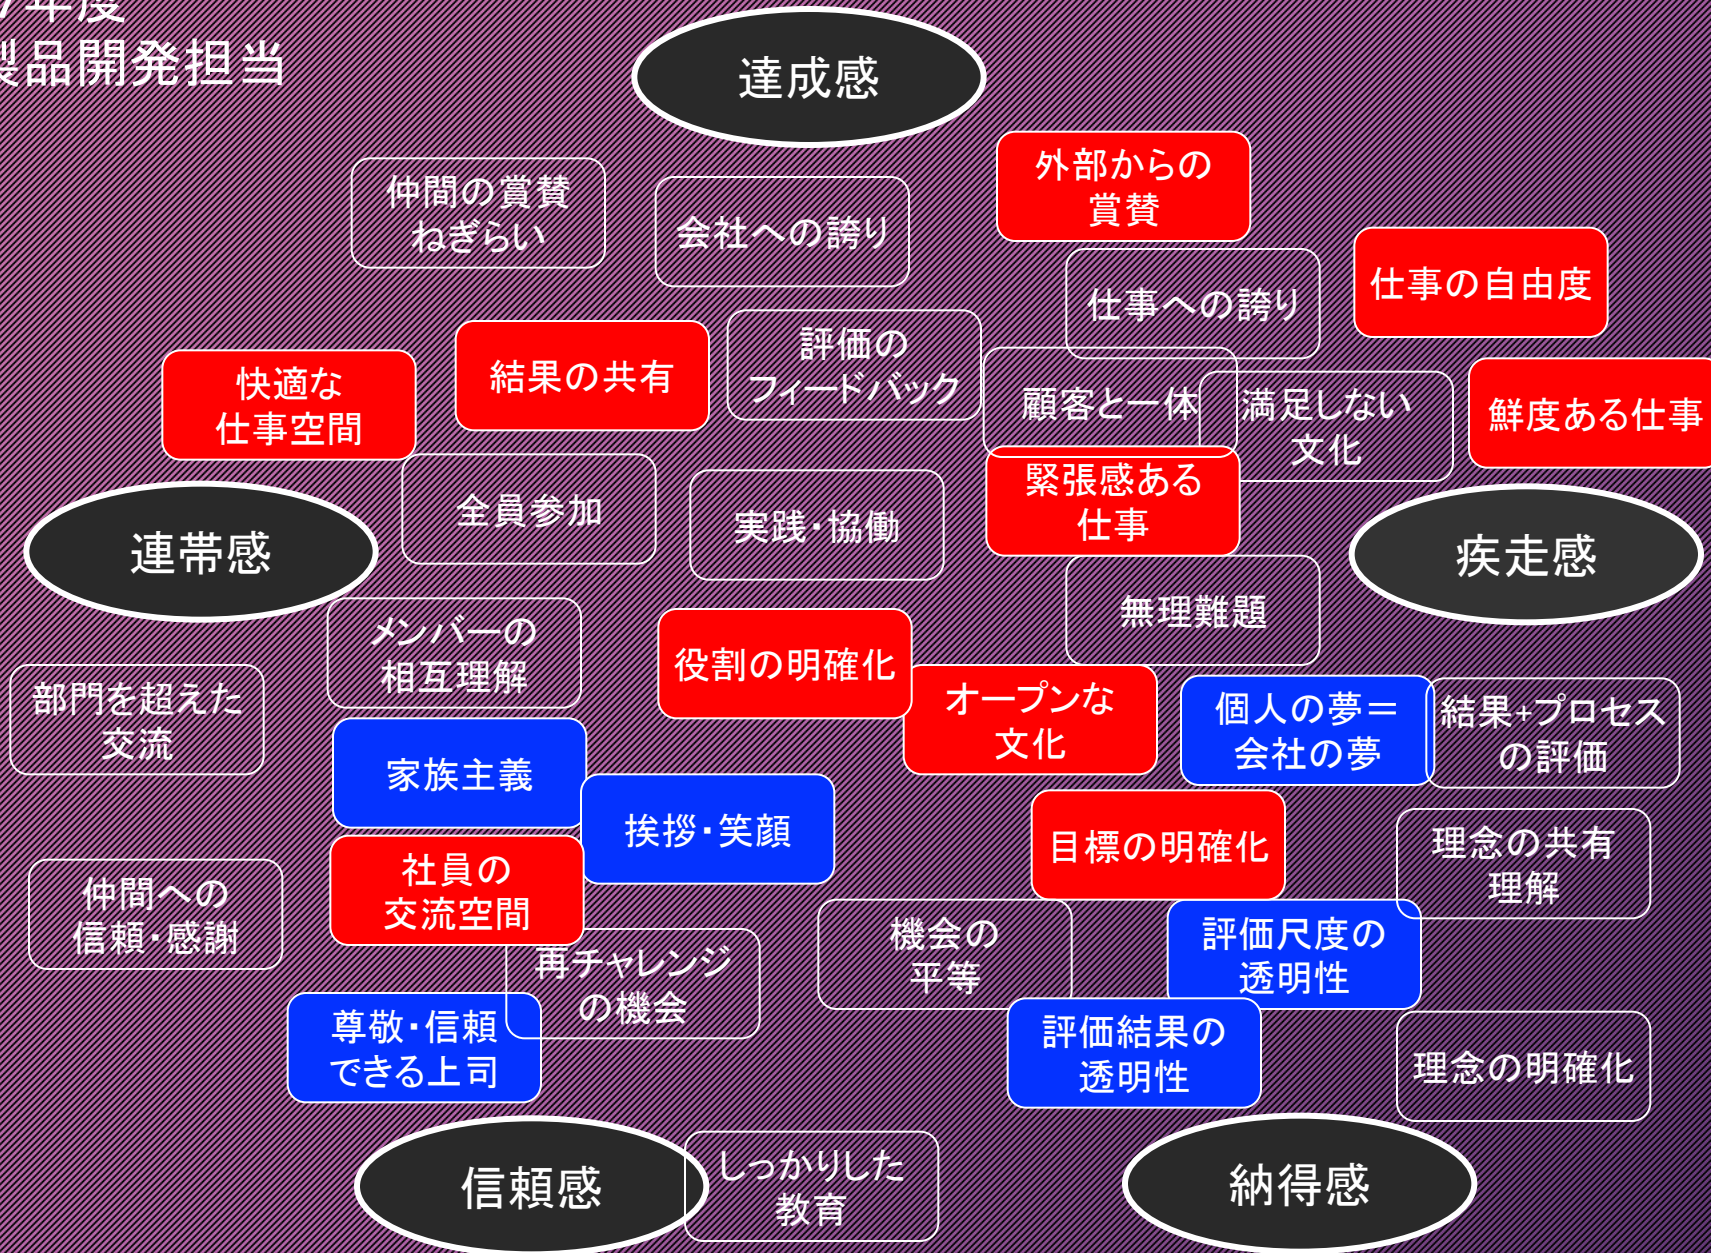 7年度
製品開発担当
達成感
外部からの
賞賛
仲間の賞賛
ねぎらい
会社への誇り
仕事の自由度
仕事への誇り
評価の
フィードバック
結果の共有
快適な
仕事空間
顧客と一体
満足しない
文化
鮮度ある仕事
緊張感ある
仕事
全員参加
実践・協働
連帯感
疾走感
無理難題
メンバーの
相互理解
役割の明確化
部門を超えた
交流
オープンな
文化
個人の夢＝
会社の夢
結果+プロセス
の評価
家族主義
挨拶・笑顔
目標の明確化
理念の共有
理解
社員の
交流空間
仲間への
信頼・感謝
再チャレンジ
の機会
機会の
平等
評価尺度の
透明性
尊敬・信頼
できる上司
評価結果の
透明性
理念の明確化
信頼感
しっかりした
教育
納得感